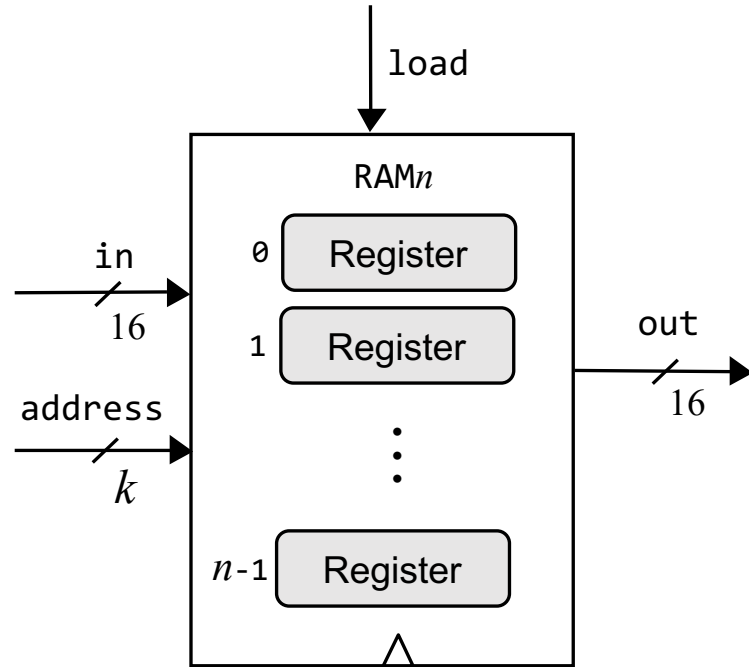 load
RAMn
0 Register
in
16
1 Register
out
16
address
k
n-1 Register